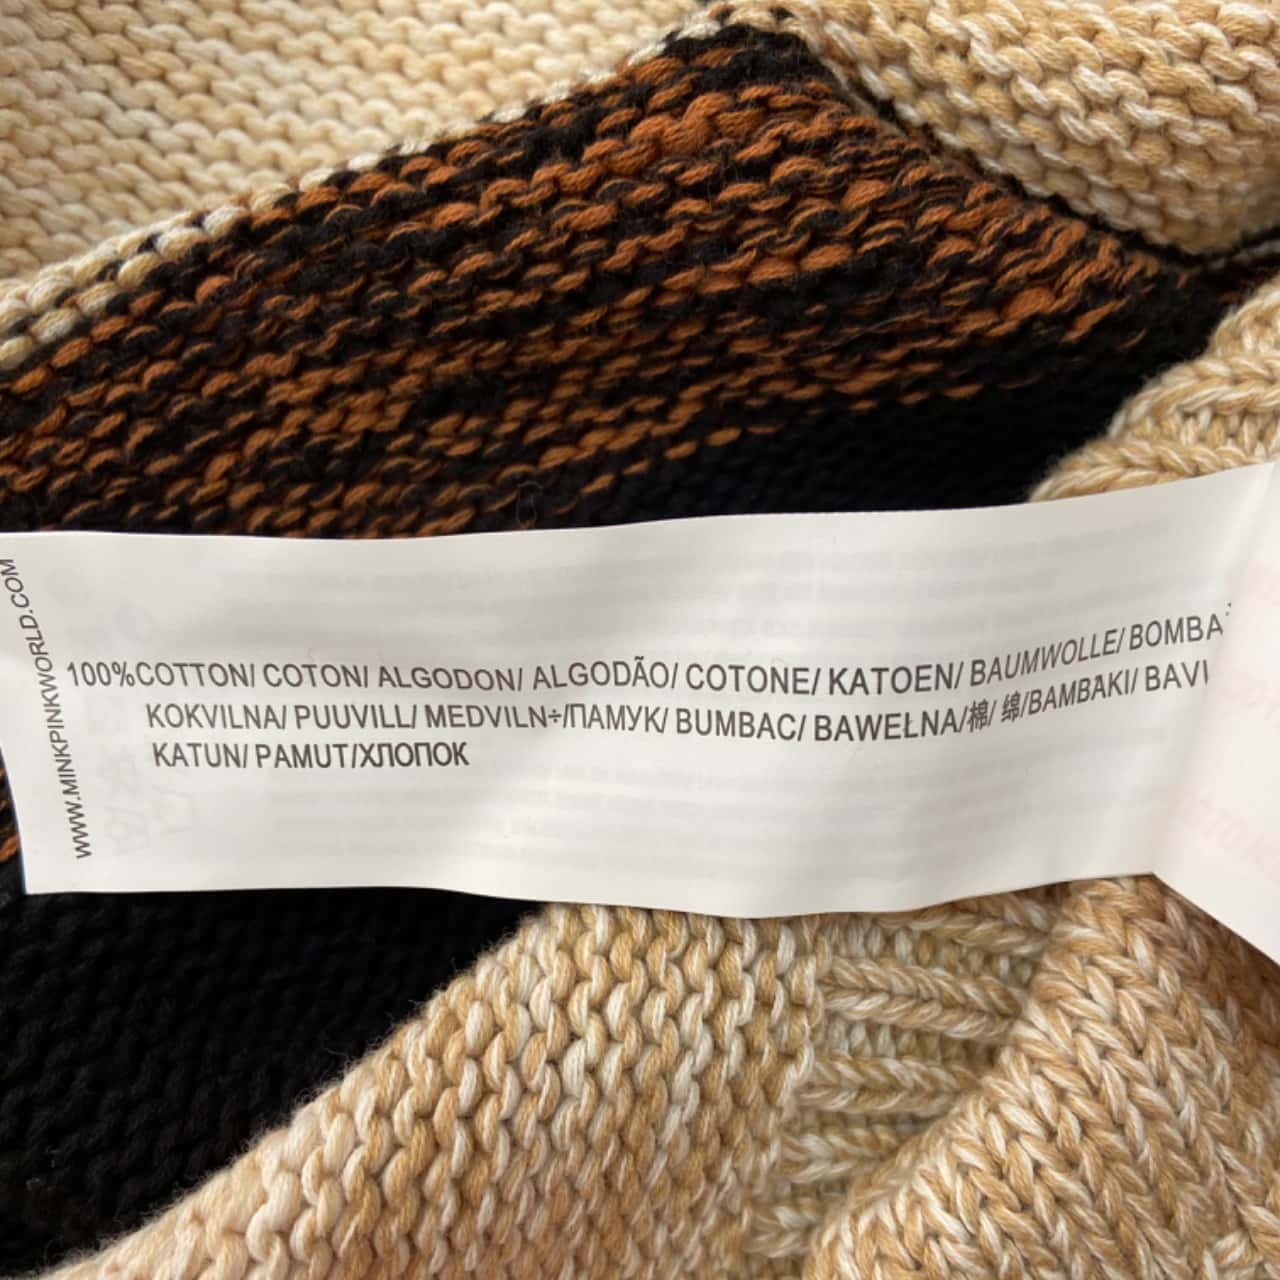 WWW.MINKPINKWORLD.COM
100%COTTON/ COTON/ ALGODON/ ALGODÃO/ COTONE/ KATOEN/ BAUMWOLLE/ BOMBA
KOKVILNA/ PUUVILL/ MEDVILN÷/ПАМУК/ BUMBAC/ BAWEŁNA/棉/ 绵/ΒΑΜΒΆΚΙ/ BAV
KATUN/ PAMUT/ХЛОПОК